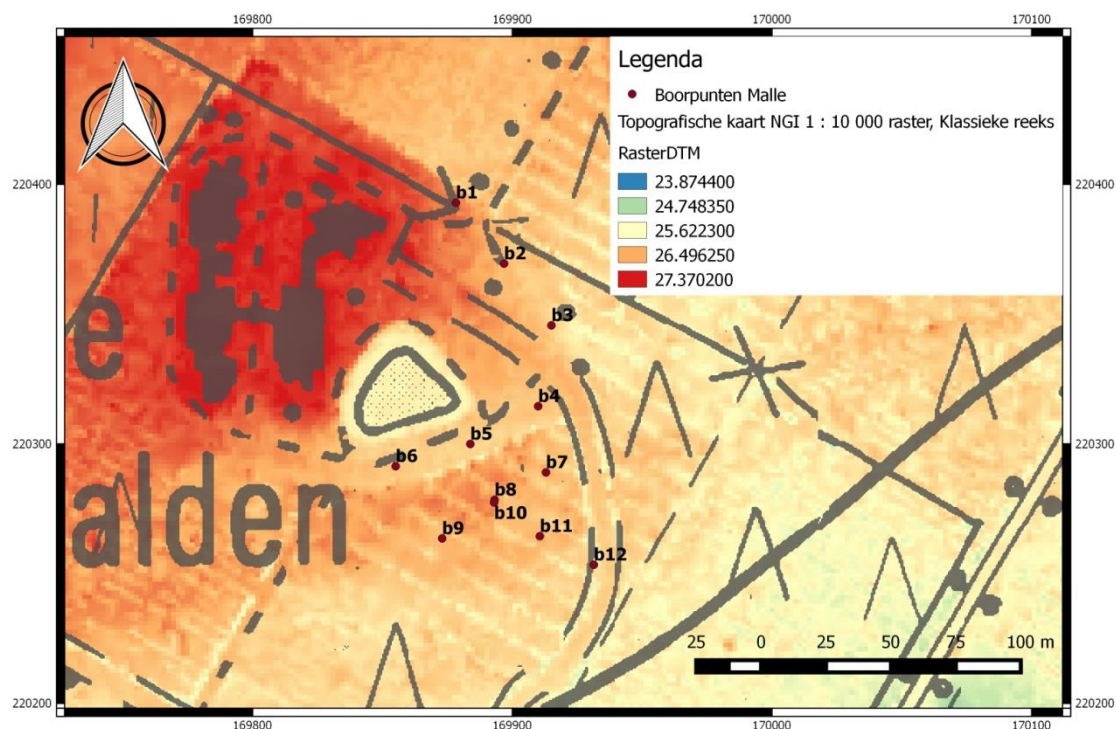 169800 169900 170000 170100
Legenda
Boorpunten Malle
Topografische kaart NGI 1 : 10 000 raster, Klassieke reeks
RasterDTM
23.874400
24.748350
25.622300
26.496250
27.370200
220400 220400
b1
b2
b3
e
b4
220300 220300
b5
b6
b7
alden
b8
b10
b9
b11
b12
25 0 25 50 75 100 m
220200 220200
169800 169900 170000 170100